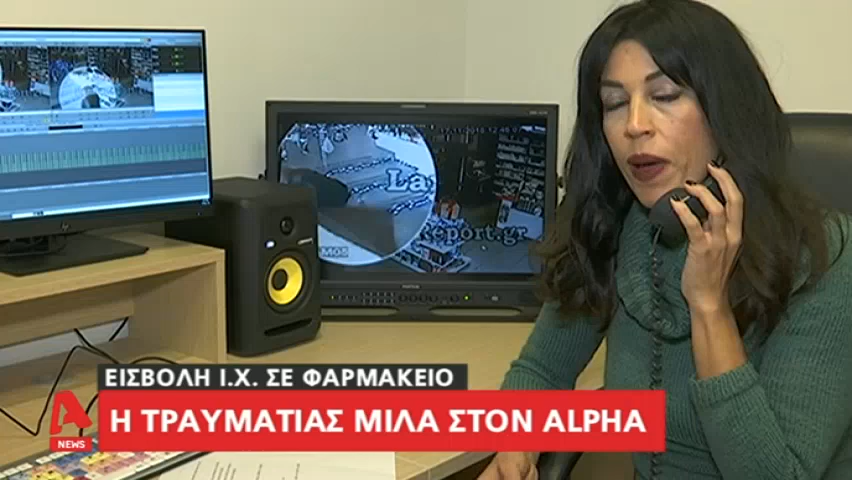 Report.gr
ΕΙΣΒΟΛΗ Ι.Χ. ΣΕ ΦΑΡΜΑΚΕΙΟ
Η ΤΡΑΥΜΑΤΙΑΣ ΜΙΛΑ ΣΤΟΝ ALPHA
A
NEWS